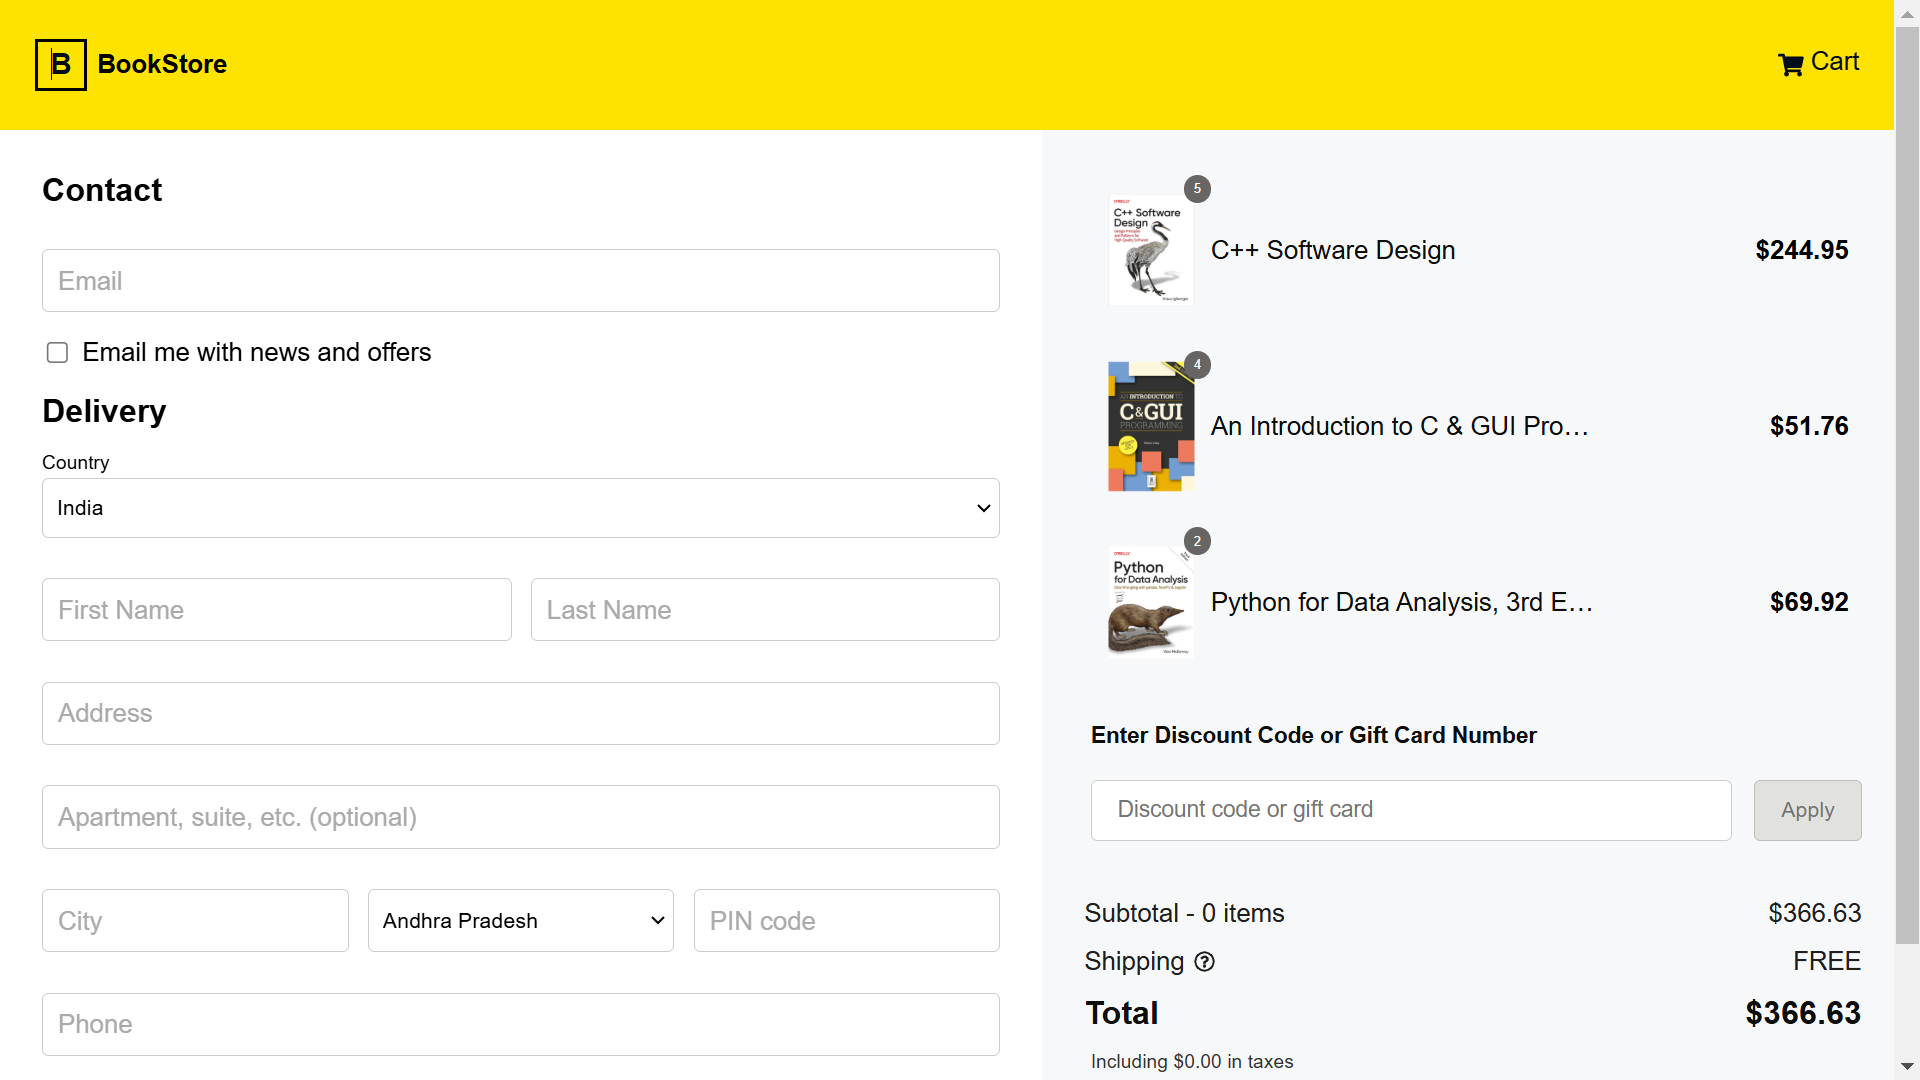 B BookStore
Cart
Contact
Email
Email me with news and offers
Delivery
Country
India
First Name
Last Name
Address
Apartment, suite, etc. (optional)
City
Andhra Pradesh
PIN code
Phone
5
O'REILLY
C++ Software
Design
C++ Software Design
$244.95
4
AN INTRODUCTION TO
C&GUI
PROGRAMMING
An Introduction to C & GUI Pro…
$51.76
2
O'REILLY
Python
for Data Analysis
Python for Data Analysis, 3rd E…
$69.92
Enter Discount Code or Gift Card Number
Discount code or gift card
Apply
Subtotal - 0 items
$366.63
Shipping
FREE
Total
$366.63
Including $0.00 in taxes